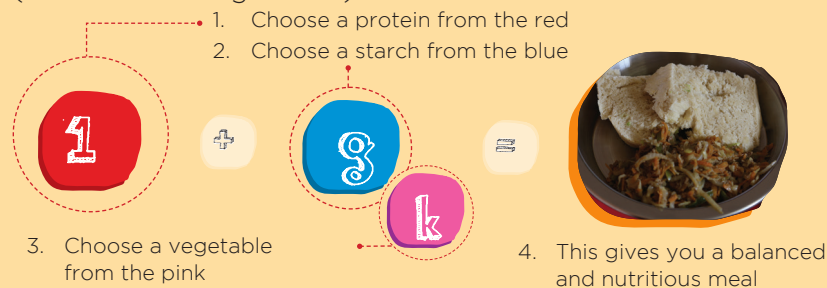 1. Choose a protein from the red
2. Choose a starch from the blue
1
+
g
k
=
3. Choose a vegetable
from the pink
4. This gives you a balanced
and nutritious meal